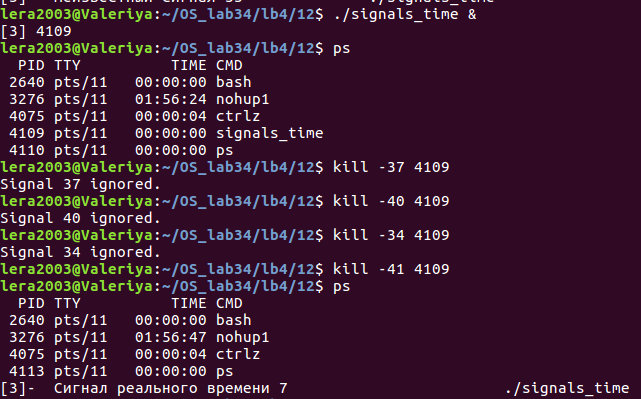 [3]- Неизвестный сигнал 35 ./signals_time
lera2003@Valeriya:~/OS_lab34/lb4/12$ ./signals_time &
[3] 4109
lera2003@Valeriya:~/OS_lab34/lb4/12$ ps
PID TTY TIME CMD
2640 pts/11 00:00:00 bash
3276 pts/11 01:56:24 nohup1
4075 pts/11 00:00:04 ctrlz
4109 pts/11 00:00:00 signals_time
4110 pts/11 00:00:00 ps
lera2003@Valeriya:~/OS_lab34/lb4/12$ kill -37 4109
Signal 37 ignored.
lera2003@Valeriya:~/OS_lab34/lb4/12$ kill -40 4109
Signal 40 ignored.
lera2003@Valeriya:~/OS_lab34/lb4/12$ kill -34 4109
Signal 34 ignored.
lera2003@Valeriya:~/OS_lab34/lb4/12$ kill -41 4109
lera2003@Valeriya:~/OS_lab34/lb4/12$ ps
PID TTY TIME CMD
2640 pts/11 00:00:00 bash
3276 pts/11 01:56:47 nohup1
4075 pts/11 00:00:04 ctrlz
4113 pts/11 00:00:00 ps
[3]- Сигнал реального времени 7 ./signals_time